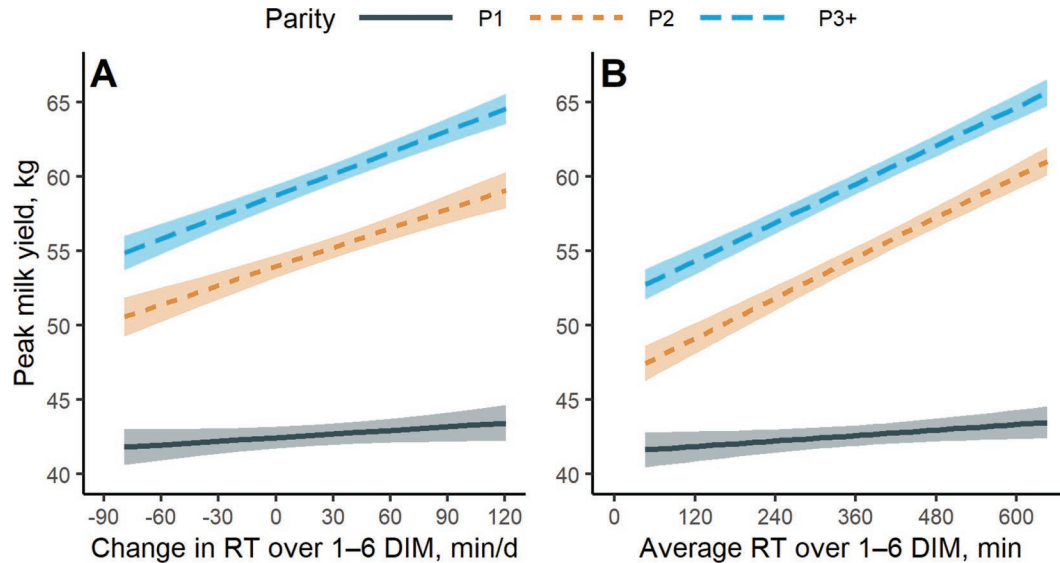 Parity P1 P2 P3+
A
B
Peak milk yield, kg
65
60
55
50
45
40
65
60
55
50
45
40
-90 -60 -30 0 30 60 90 120
0 120 240 360 480 600
Change in RT over 1–6 DIM, min/d
Average RT over 1–6 DIM, min